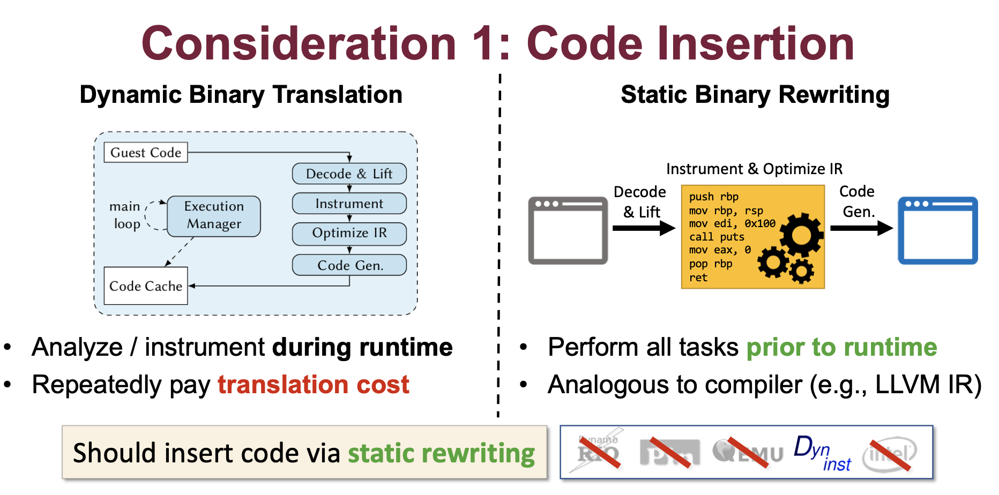 Consideration 1: Code Insertion
Dynamic Binary Translation
Guest Code
Decode & Lift
Instrument
Optimize IR
Code Gen.
main
loop
Execution
Manager
Code Cache
• Analyze / instrument during runtime
• Repeatedly pay translation cost
Static Binary Rewriting
Instrument & Optimize IR
Decode
& Lift
push rbp
mov rbp, rsp
mov edi, 0x100
call puts
mov eax, 0
pop rbp
ret
Code
Gen.
• Perform all tasks prior to runtime
• Analogous to compiler (e.g., LLVM IR)
Should insert code via static rewriting
Dynamo
RIO
Pin
QEMU
Dyn
inst
intel